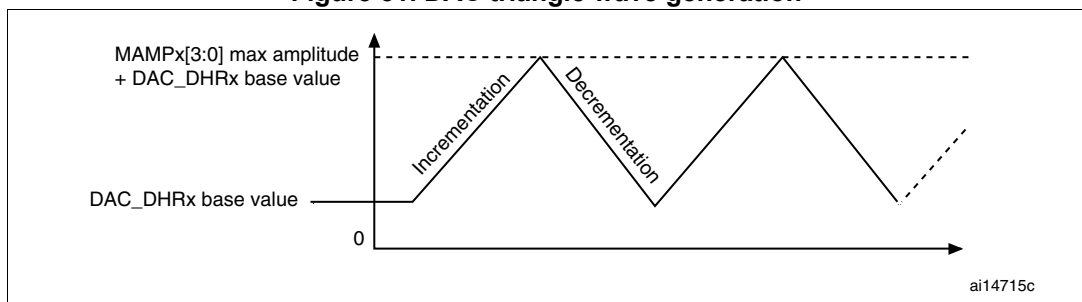 MAMPx[3:0] max amplitude
+ DAC_DHRx base value
Incrementation
Decrementation
DAC_DHRx base value
0
ai14715c